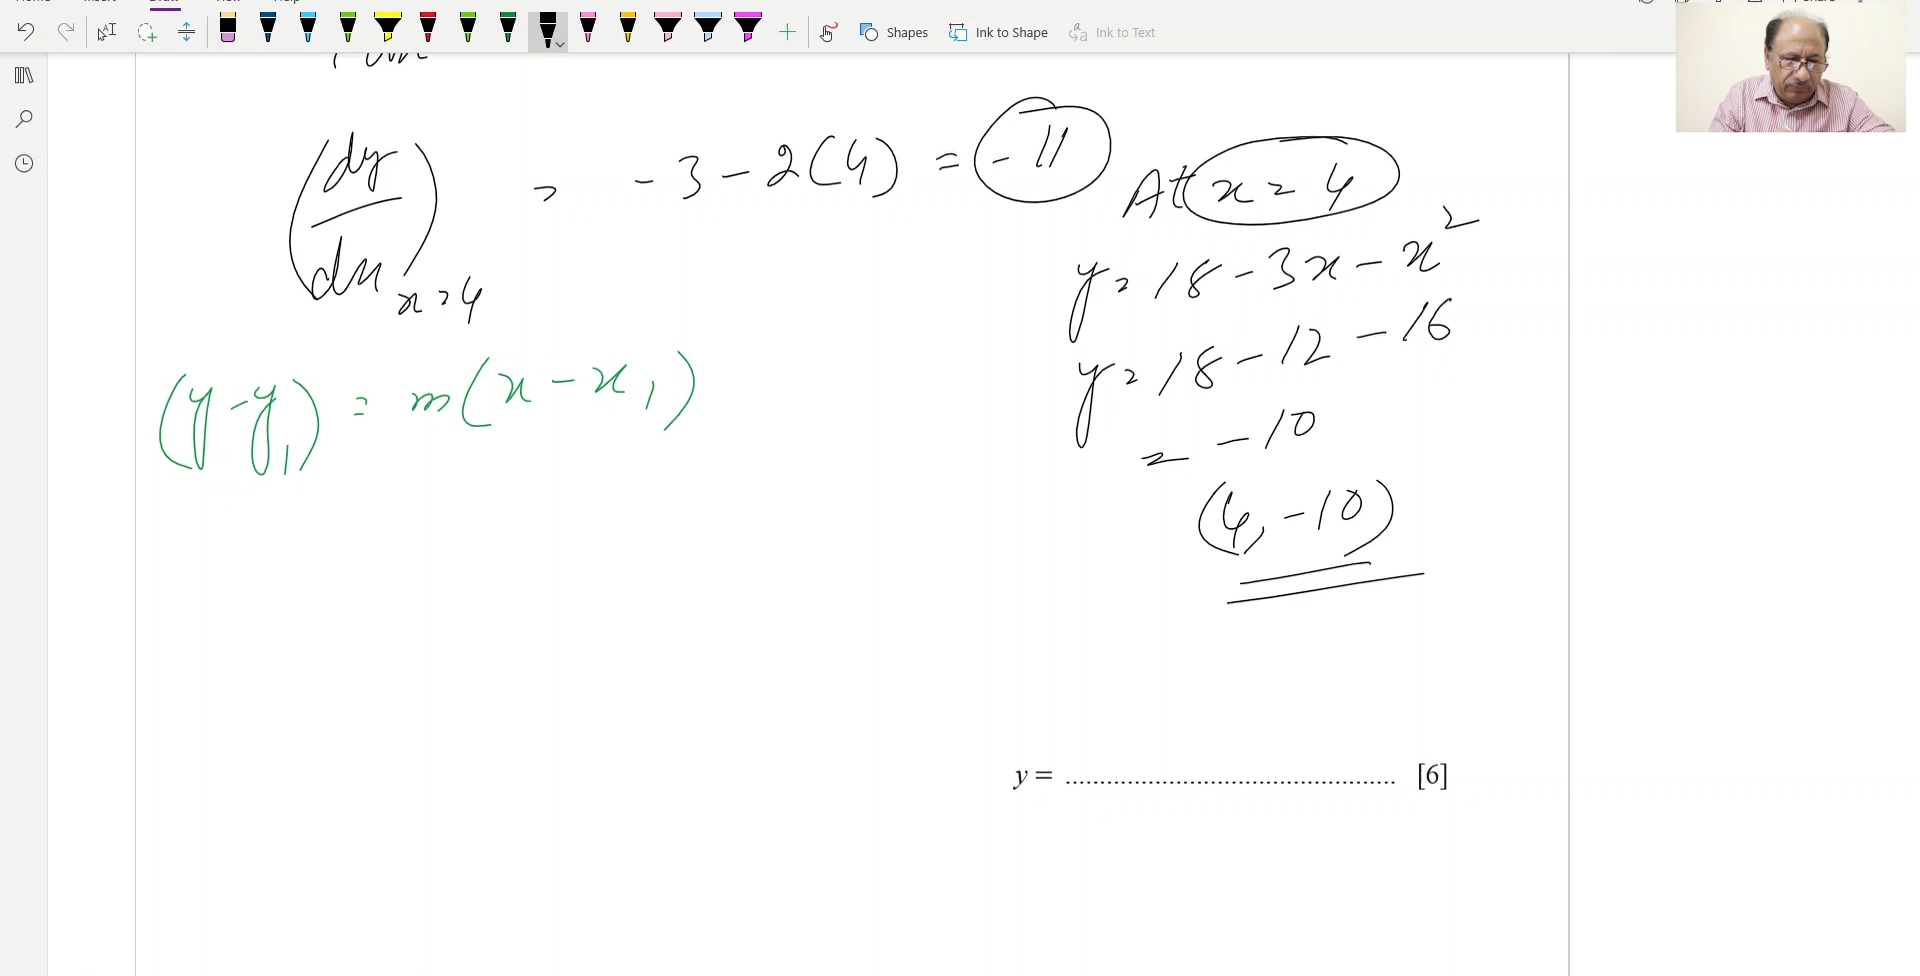 Shapes
Ink to Shape
Ink to Text
(dy/dx) x=4 = -3 - 2(4) = -11
At x = 4
y = 18 - 3x - x²
y = 18 - 12 - 16
= -10
(4, -10)
(y - y₁) = m(x - x₁)
y = ................................................ [6]